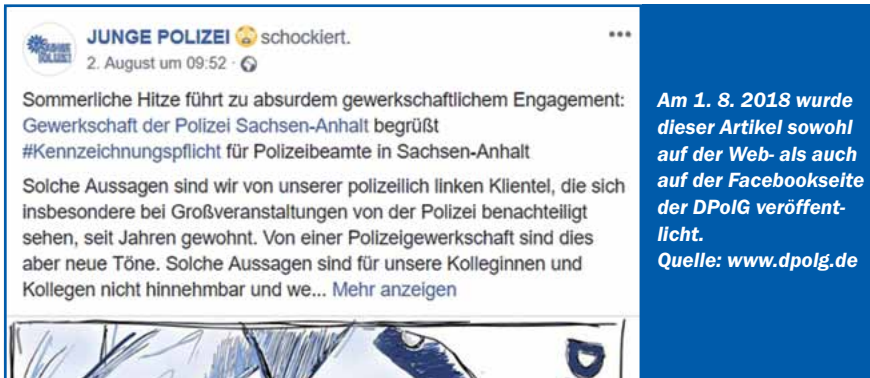 JUNGE POLIZEI 😩 schockiert.
2. August um 09:52 ·
Sommerliche Hitze führt zu absurdem gewerkschaftlichem Engagement:
Gewerkschaft der Polizei Sachsen-Anhalt begrüßt
#Kennzeichnungspflicht für Polizeibeamte in Sachsen-Anhalt
Solche Aussagen sind wir von unserer polizeilich linken Klientel, die sich
insbesondere bei Großveranstaltungen von der Polizei benachteiligt
sehen, seit Jahren gewohnt. Von einer Polizeigewerkschaft sind dies
aber neue Töne. Solche Aussagen sind für unsere Kolleginnen und
Kollegen nicht hinnehmbar und we... Mehr anzeigen
Am 1. 8. 2018 wurde
dieser Artikel sowohl
auf der Web- als auch
auf der Facebookseite
der DPolG veröffent-
licht.
Quelle: www.dpolg.de